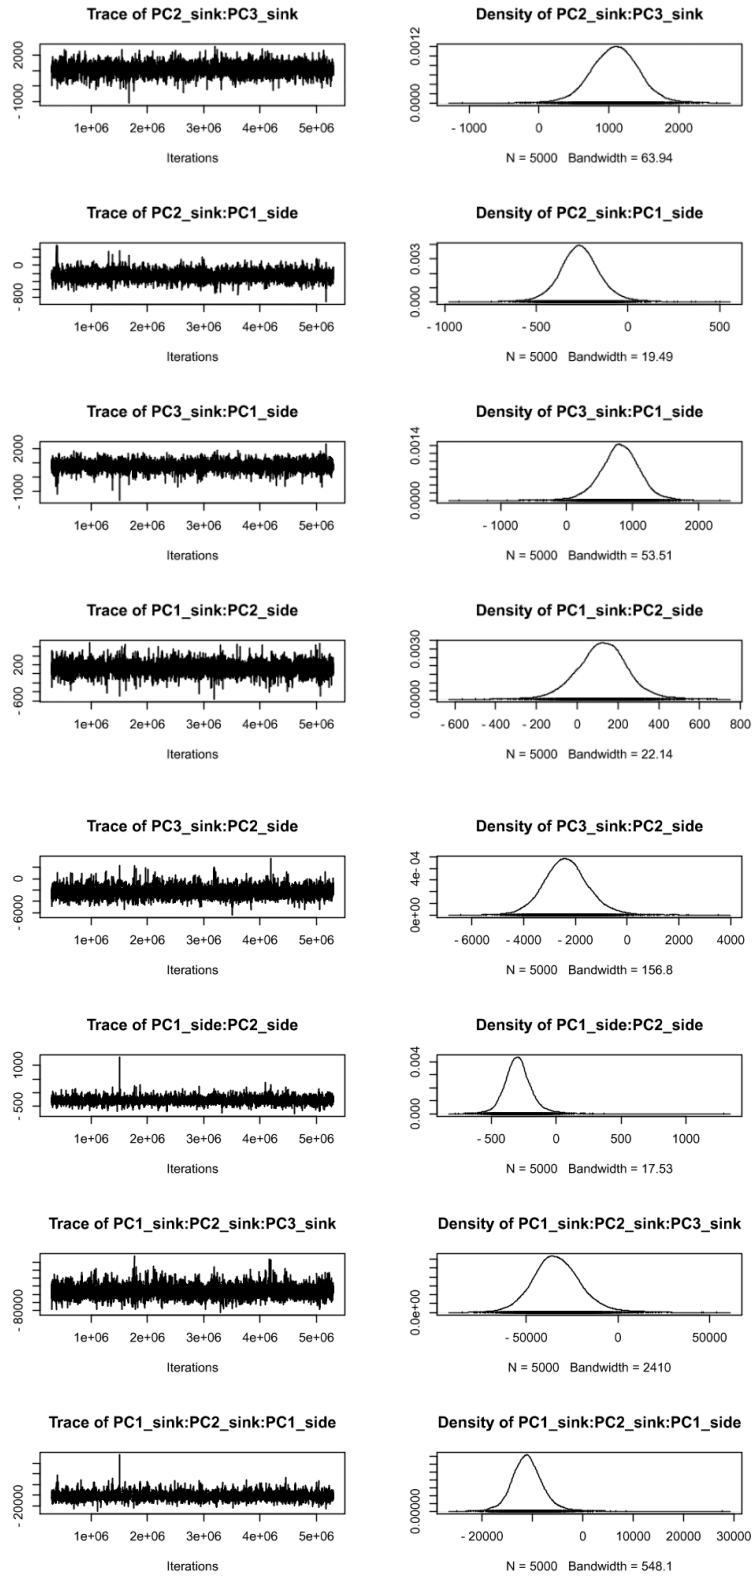 Trace of PC2_sink:PC3_sink
- 1000 2000
1e+06 2e+06 3e+06 4e+06 5e+06
Iterations
Density of PC2_sink:PC3_sink
0.0000 0.0012
- 1000 0 1000 2000
N = 5000 Bandwidth = 63.94
Trace of PC2_sink:PC1_side
- 800 0
1e+06 2e+06 3e+06 4e+06 5e+06
Iterations
Density of PC2_sink:PC1_side
0.000 0.003
- 1000 - 500 0 500
N = 5000 Bandwidth = 19.49
Trace of PC3_sink:PC1_side
- 1000 2000
1e+06 2e+06 3e+06 4e+06 5e+06
Iterations
Density of PC3_sink:PC1_side
0.0000 0.0014
- 1000 0 1000 2000
N = 5000 Bandwidth = 53.51
Trace of PC1_sink:PC2_side
- 600 200
1e+06 2e+06 3e+06 4e+06 5e+06
Iterations
Density of PC1_sink:PC2_side
0.0000 0.0030
- 600 - 400 - 200 0 200 400 600 800
N = 5000 Bandwidth = 22.14
Trace of PC3_sink:PC2_side
- 6000 0
1e+06 2e+06 3e+06 4e+06 5e+06
Iterations
Density of PC3_sink:PC2_side
0e+00 4e- 04
- 6000 - 4000 - 2000 0 2000 4000
N = 5000 Bandwidth = 156.8
Trace of PC1_side:PC2_side
- 500 1000
1e+06 2e+06 3e+06 4e+06 5e+06
Iterations
Density of PC1_side:PC2_side
0.000 0.004
- 500 0 500 1000
N = 5000 Bandwidth = 17.53
Trace of PC1_sink:PC2_sink:PC3_sink
- 80000
1e+06 2e+06 3e+06 4e+06 5e+06
Iterations
Density of PC1_sink:PC2_sink:PC3_sink
0.0e+00
- 50000 0 50000
N = 5000 Bandwidth = 2410
Trace of PC1_sink:PC2_sink:PC1_side
- 20000
1e+06 2e+06 3e+06 4e+06 5e+06
Iterations
Density of PC1_sink:PC2_sink:PC1_side
0.00000
- 20000 0 10000 20000 30000
N = 5000 Bandwidth = 548.1